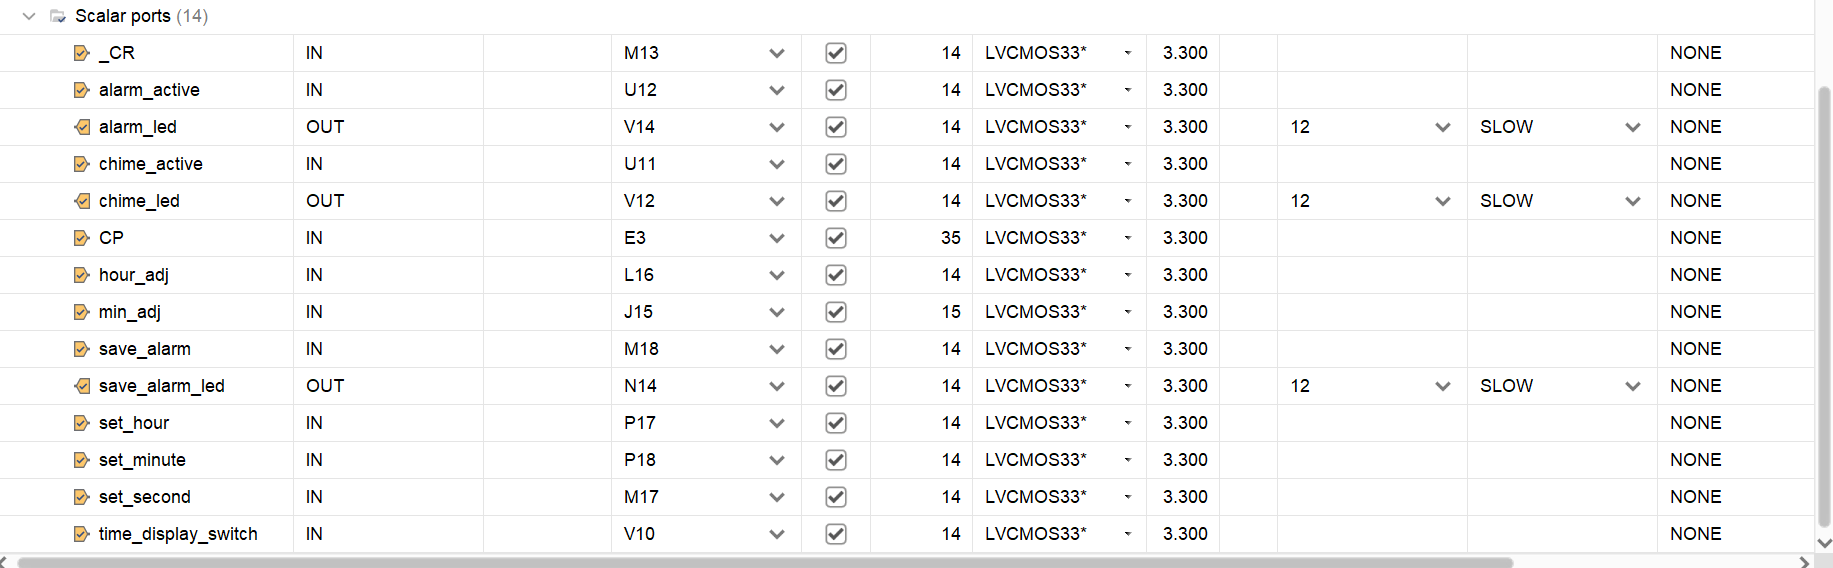 Scalar ports (14)
_CR IN M13 14 LVCMOS33* 3.300 NONE
alarm_active IN U12 14 LVCMOS33* 3.300 NONE
alarm_led OUT V14 14 LVCMOS33* 3.300 12 SLOW NONE
chime_active IN U11 14 LVCMOS33* 3.300 NONE
chime_led OUT V12 14 LVCMOS33* 3.300 12 SLOW NONE
CP IN E3 35 LVCMOS33* 3.300 NONE
hour_adj IN L16 14 LVCMOS33* 3.300 NONE
min_adj IN J15 15 LVCMOS33* 3.300 NONE
save_alarm IN M18 14 LVCMOS33* 3.300 NONE
save_alarm_led OUT N14 14 LVCMOS33* 3.300 12 SLOW NONE
set_hour IN P17 14 LVCMOS33* 3.300 NONE
set_minute IN P18 14 LVCMOS33* 3.300 NONE
set_second IN M17 14 LVCMOS33* 3.300 NONE
time_display_switch IN V10 14 LVCMOS33* 3.300 NONE